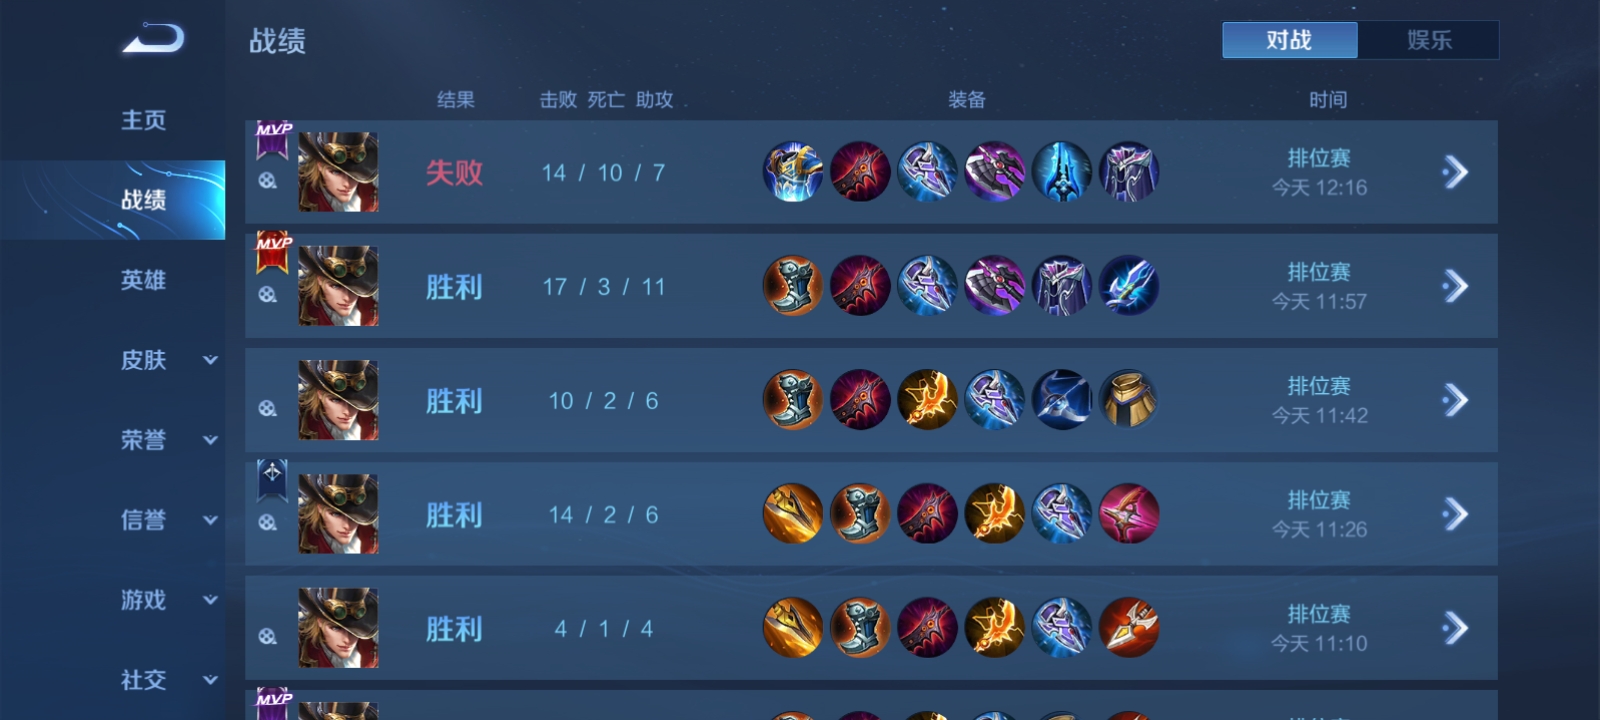 战绩
对战
娱乐
结果
击败 死亡 助攻
装备
时间
主页
战绩
英雄
皮肤
荣誉
信誉
游戏
社交
MVP
失败
14 / 10 / 7
排位赛
今天 12:16
MVP
胜利
17 / 3 / 11
排位赛
今天 11:57
胜利
10 / 2 / 6
排位赛
今天 11:42
胜利
14 / 2 / 6
排位赛
今天 11:26
胜利
4 / 1 / 4
排位赛
今天 11:10
MVP